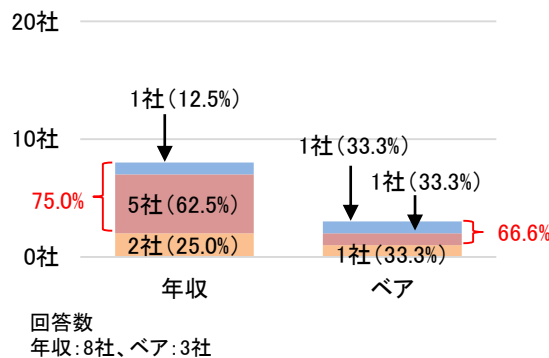 20社
1社(12.5%)
10社
1社(33.3%)
1社(33.3%)
75.0%
5社(62.5%)
66.6%
2社(25.0%)
1社(33.3%)
0社
年収
ベア
回答数
年収:8社、ベア:3社